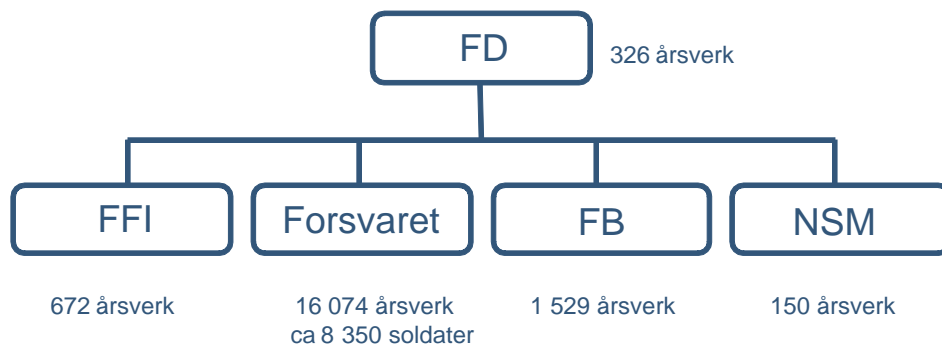 FD
326 årsverk
FFI
Forsvaret
FB
NSM
672 årsverk
16 074 årsverk
ca 8 350 soldater
1 529 årsverk
150 årsverk